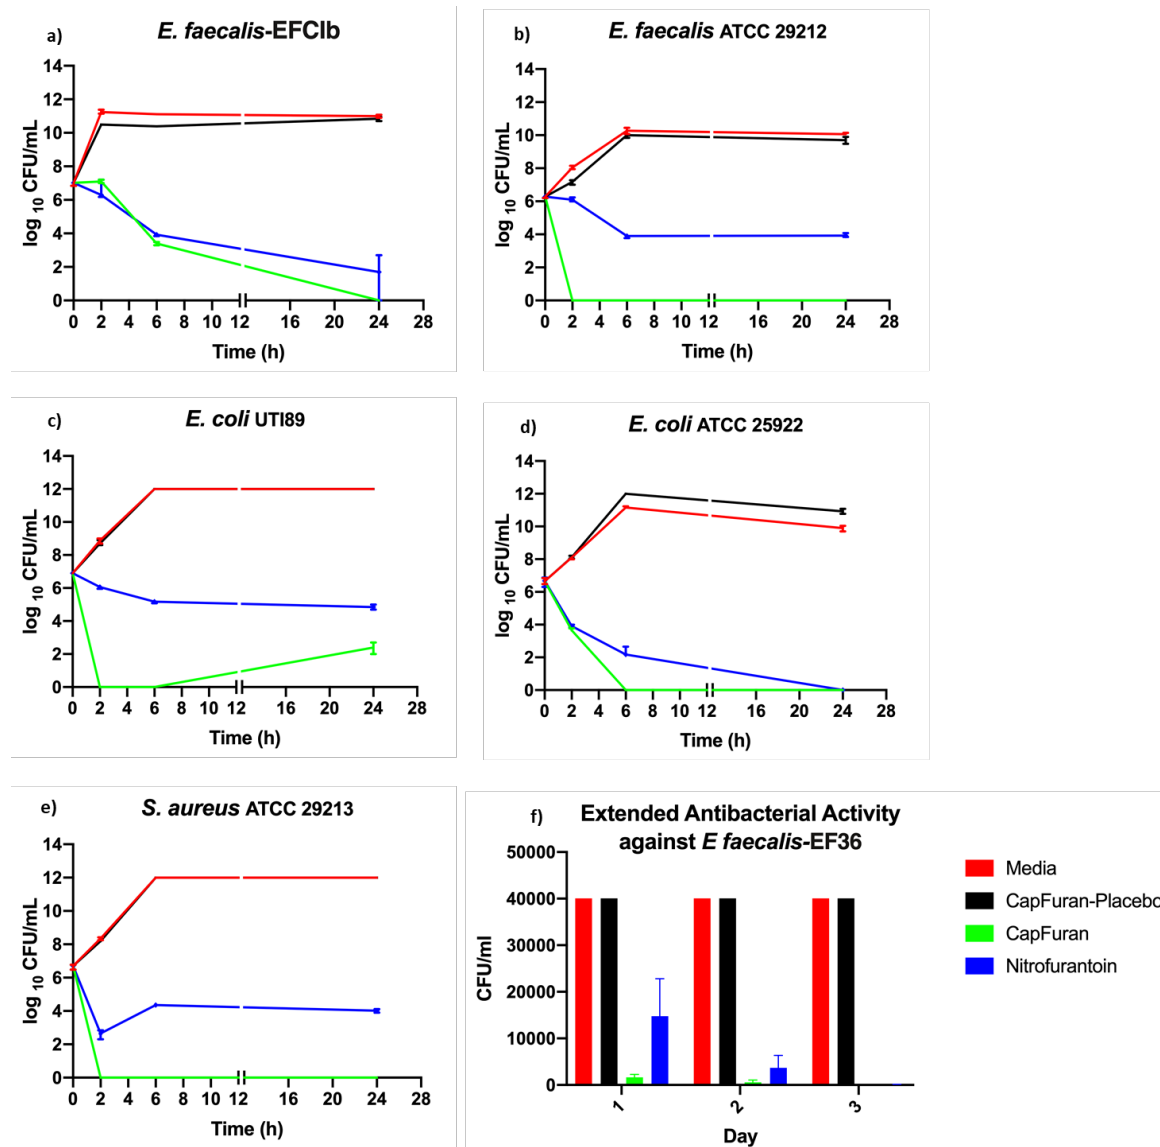 a) E. faecalis-EFCIb
14
12
10
8
6
4
2
0
log 10 CFU/mL
0 2 4 6 8 10 12 16 20 24 28
Time (h)
b) E. faecalis ATCC 29212
14
12
10
8
6
4
2
0
log 10 CFU/mL
0 2 4 6 8 10 12 16 20 24 28
Time (h)
c) E. coli UTI89
14
12
10
8
6
4
2
0
log 10 CFU/mL
0 2 4 6 8 10 12 16 20 24 28
Time (h)
d) E. coli ATCC 25922
14
12
10
8
6
4
2
0
log 10 CFU/mL
0 2 4 6 8 10 12 16 20 24 28
Time (h)
e) S. aureus ATCC 29213
14
12
10
8
6
4
2
0
log 10 CFU/mL
0 2 4 6 8 10 12 16 20 24 28
Time (h)
f) Extended Antibacterial Activity
against E faecalis-EF36
50000
40000
30000
20000
10000
0
CFU/ml
1 2 3
Day
Media
CapFuran-Placebo
CapFuran
Nitrofurantoin